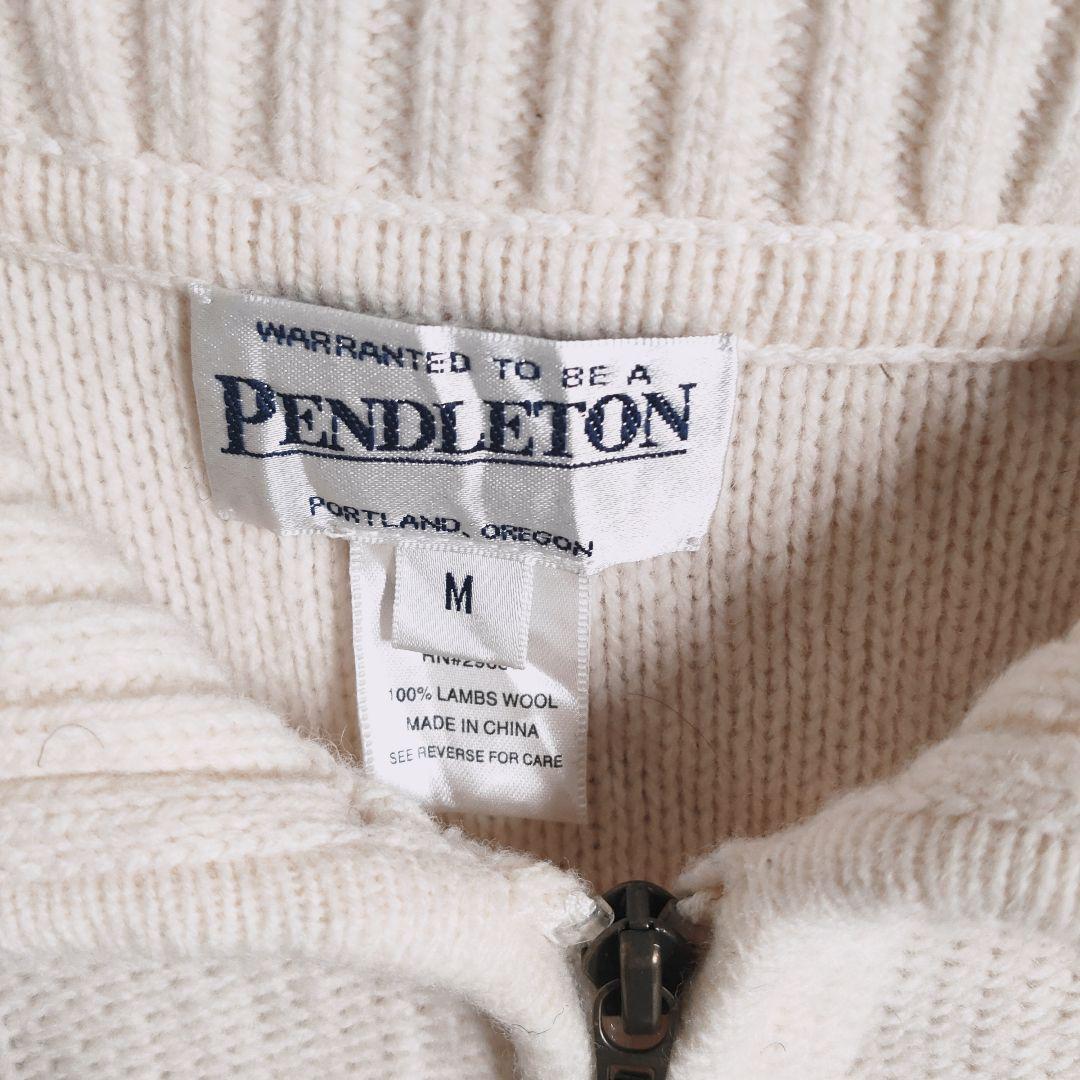 WARRANTED TO BE A
PENDLETON
PORTLAND, OREGON
M
100% LAMBS WOOL
MADE IN CHINA
SEE REVERSE FOR CARE